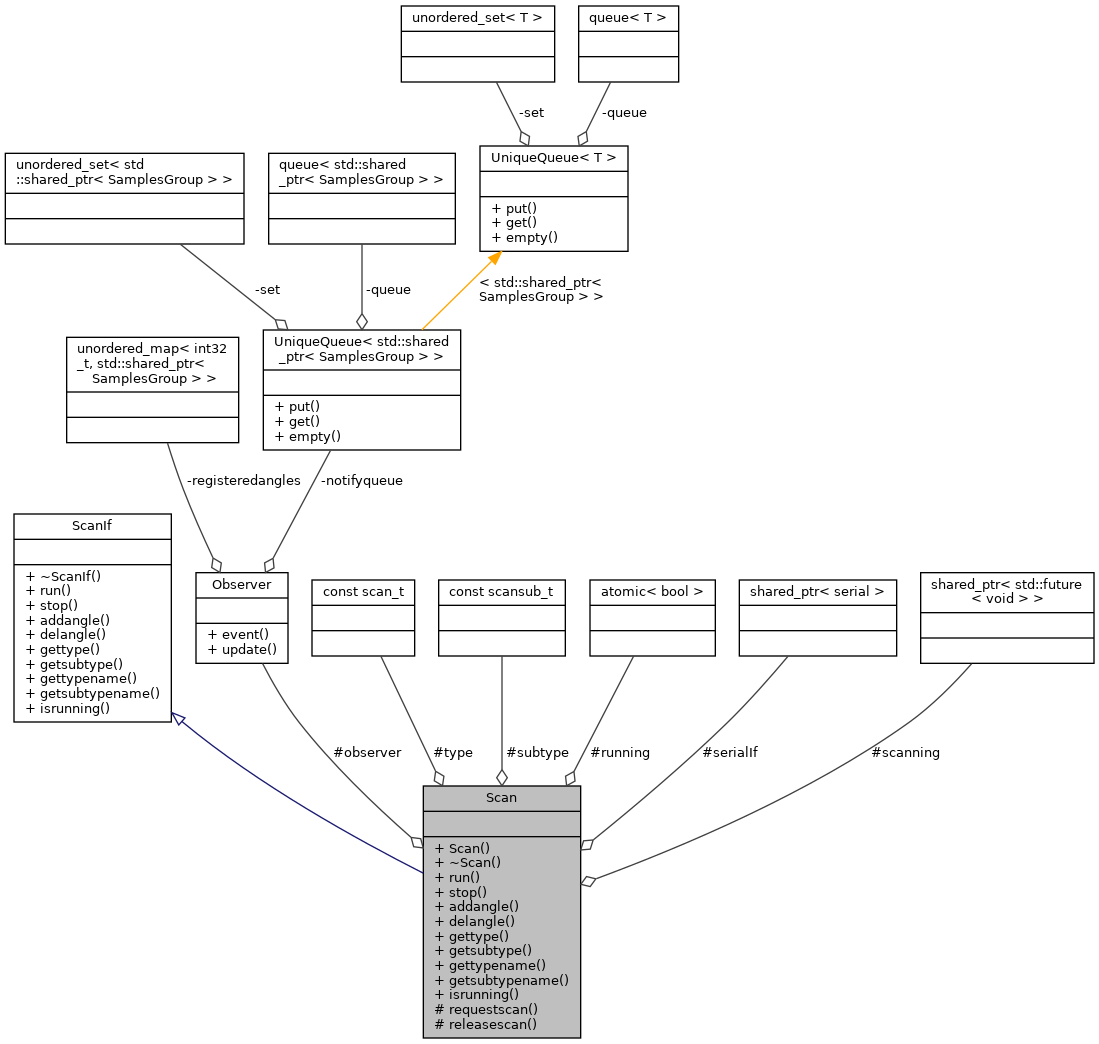 unordered_set< T >
queue< T >
-set
-queue
UniqueQueue< T >
+ put()
+ get()
+ empty()
unordered_set< std
::shared_ptr< SamplesGroup > >
queue< std::shared
_ptr< SamplesGroup > >
-set
-queue
< std::shared_ptr<
SamplesGroup > >
unordered_map< int32
_t, std::shared_ptr<
SamplesGroup > >
UniqueQueue< std::shared
_ptr< SamplesGroup > >
+ put()
+ get()
+ empty()
-registeredangles
-notifyqueue
ScanIf
+ ~ScanIf()
+ run()
+ stop()
+ addangle()
+ delangle()
+ gettype()
+ getsubtype()
+ gettypename()
+ getsubtypename()
+ isrunning()
Observer
+ event()
+ update()
const scan_t
const scansub_t
atomic< bool >
shared_ptr< serial >
shared_ptr< std::future
< void > >
#observer
#type
#subtype
#running
#serialIf
#scanning
Scan
+ Scan()
+ ~Scan()
+ run()
+ stop()
+ addangle()
+ delangle()
+ gettype()
+ getsubtype()
+ gettypename()
+ getsubtypename()
+ isrunning()
# requestscan()
# releasescan()